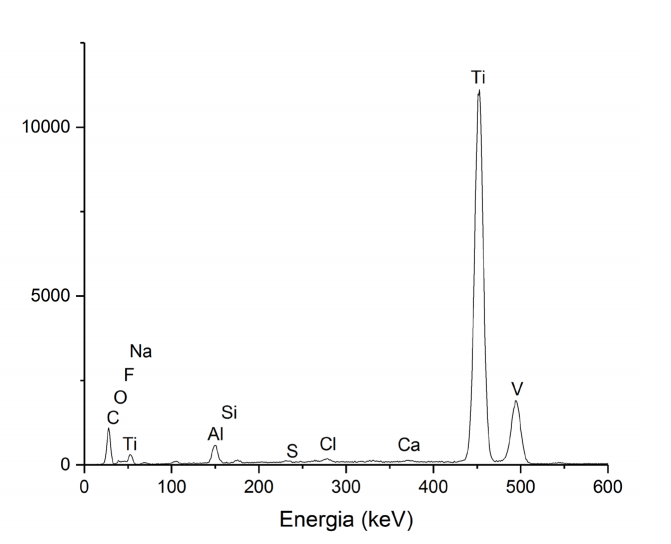 Ti
10000
5000
Na
F
O
C
Ti
Al
Si
S
Cl
Ca
V
0
0
100
200
300
400
500
600
Energia (keV)